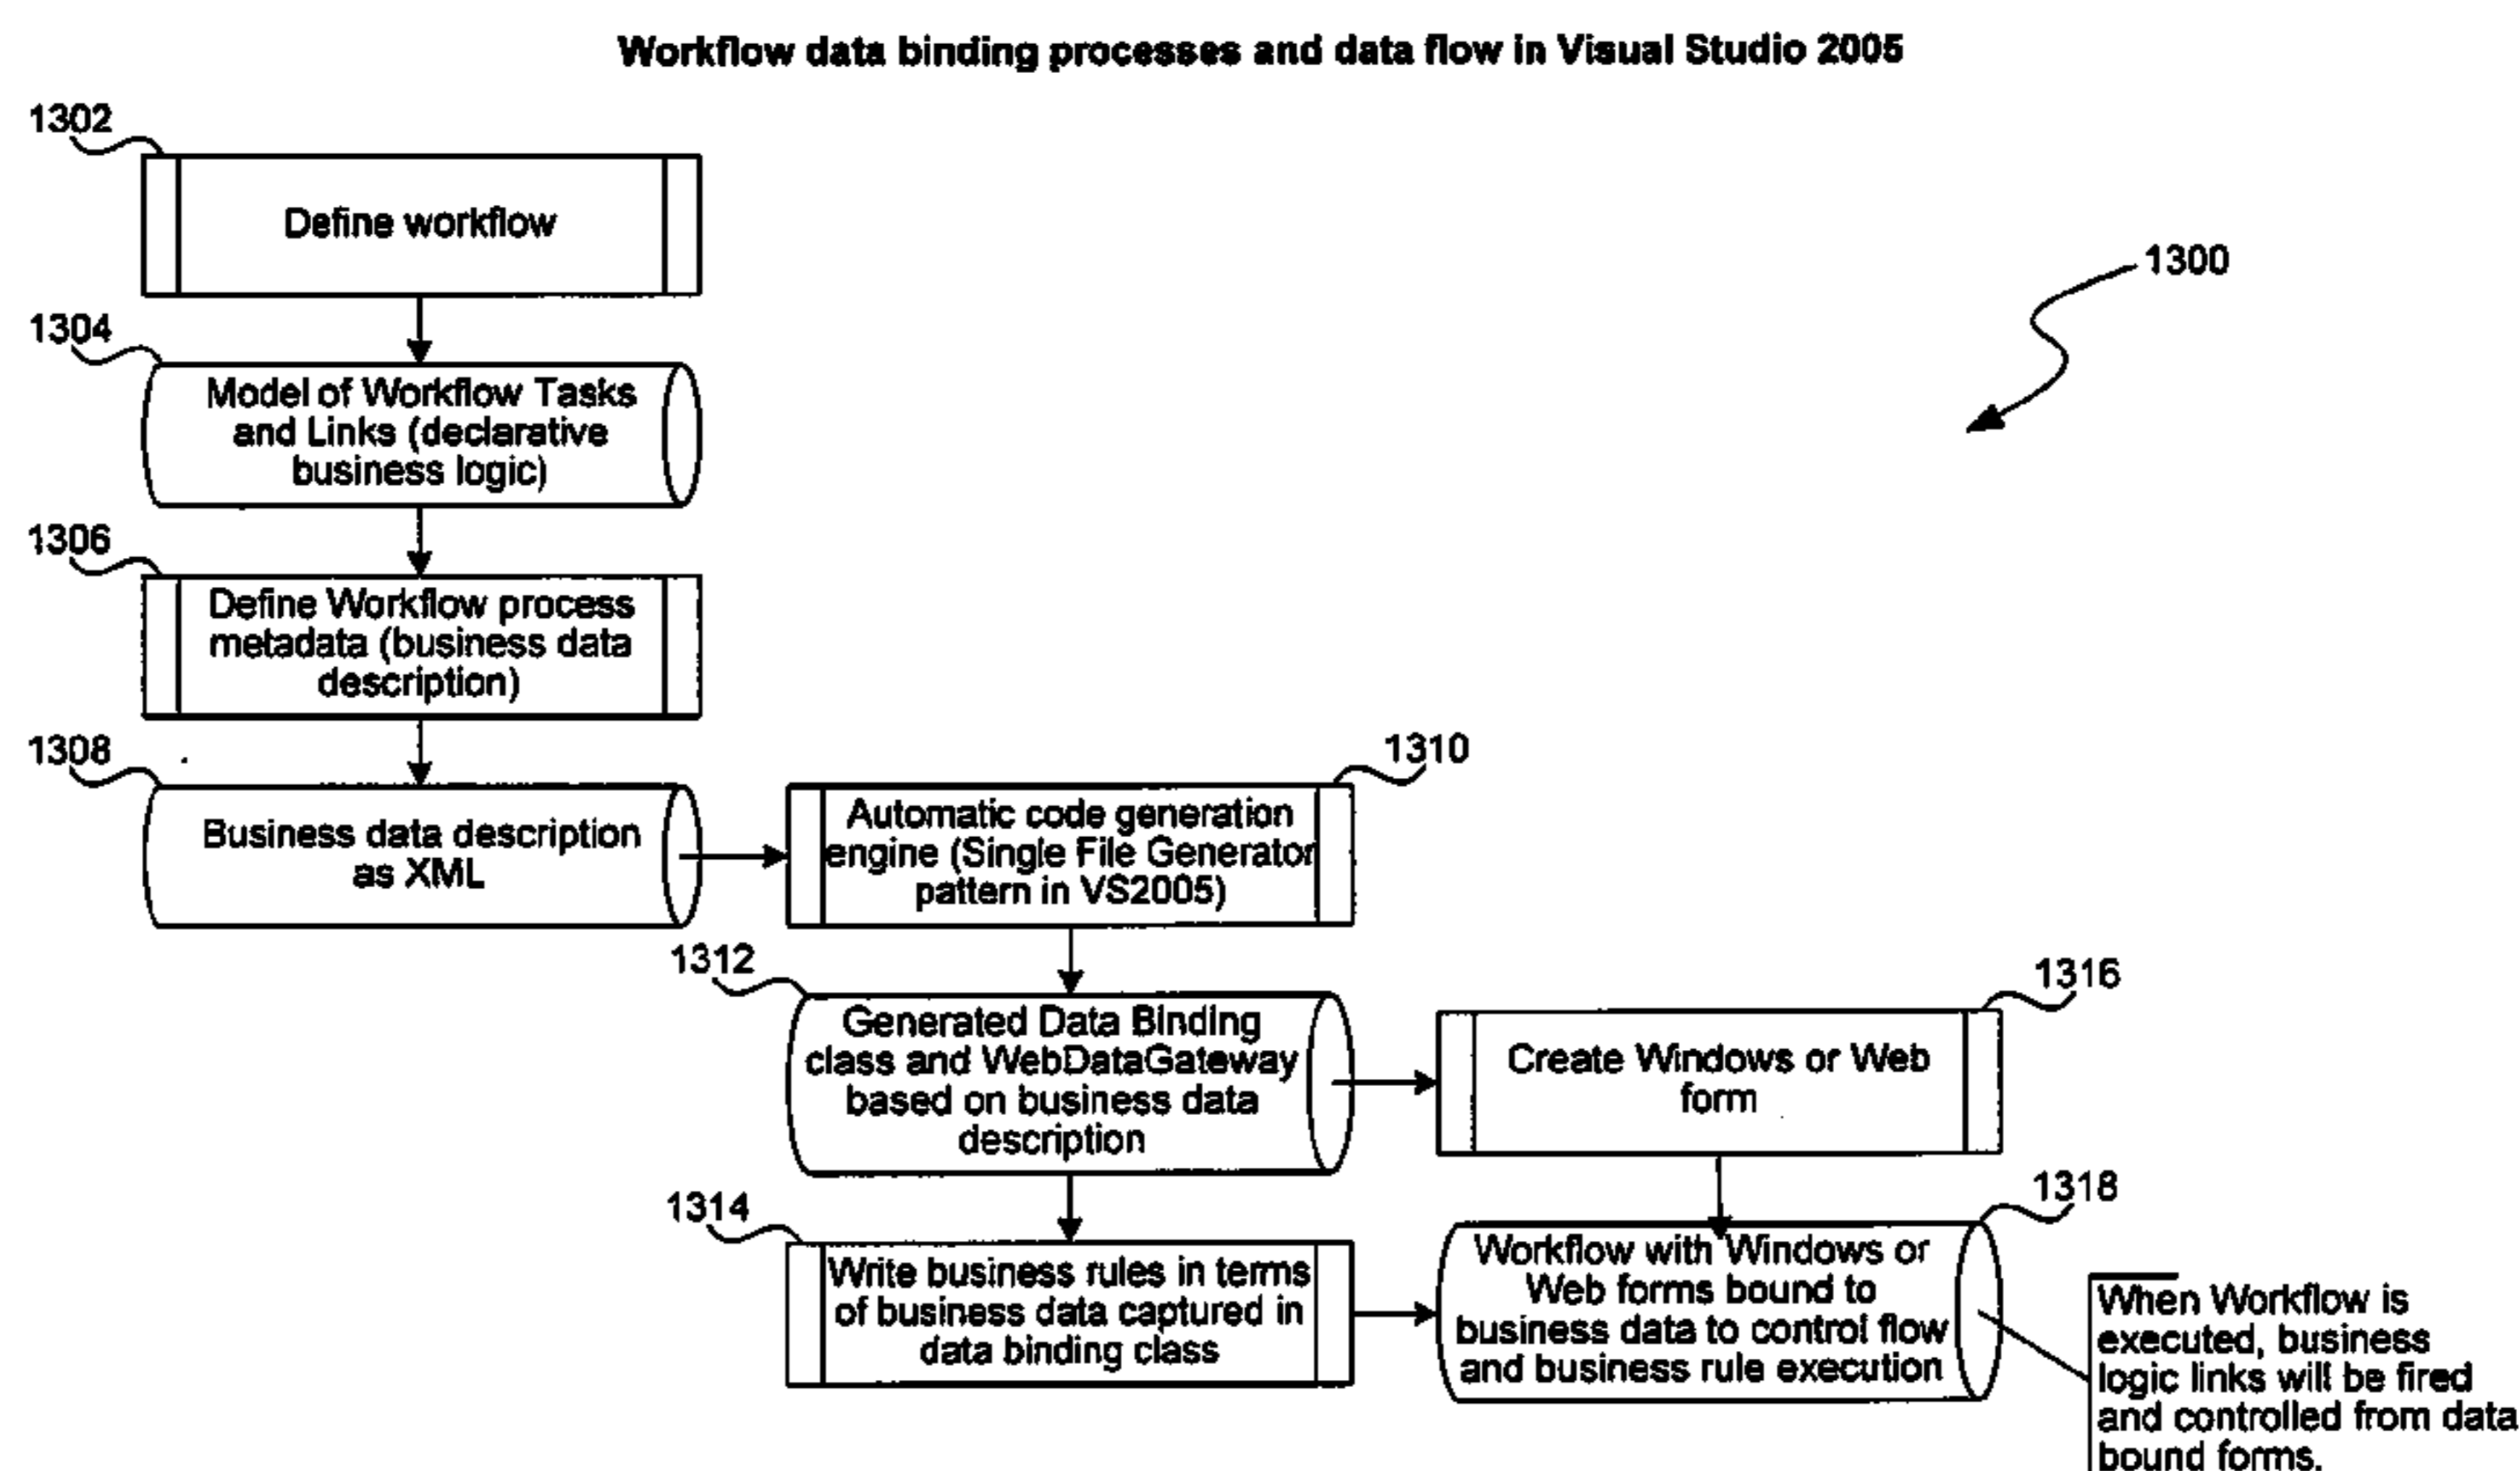 Workflow data binding processes and data flow in Visual Studio 2005
1302
Define workflow
1300
1304
Model of Workflow Tasks
and Links (declarative
business logic)
1306
Define Workflow process
metadata (business data
description)
1308
Business data description
as XML
1310
Automatic code generation
engine (Single File Generator
pattern in VS2005)
1312
Generated Data Binding
class and WebDataGateway
based on business data
description
1316
Create Windows or Web
form
1314
Write business rules in terms
of business data captured in
data binding class
1318
Workflow with Windows or
Web forms bound to
business data to control flow
and business rule execution
When Workflow is
executed, business
logic links will be fired
and controlled from data
bound forms.